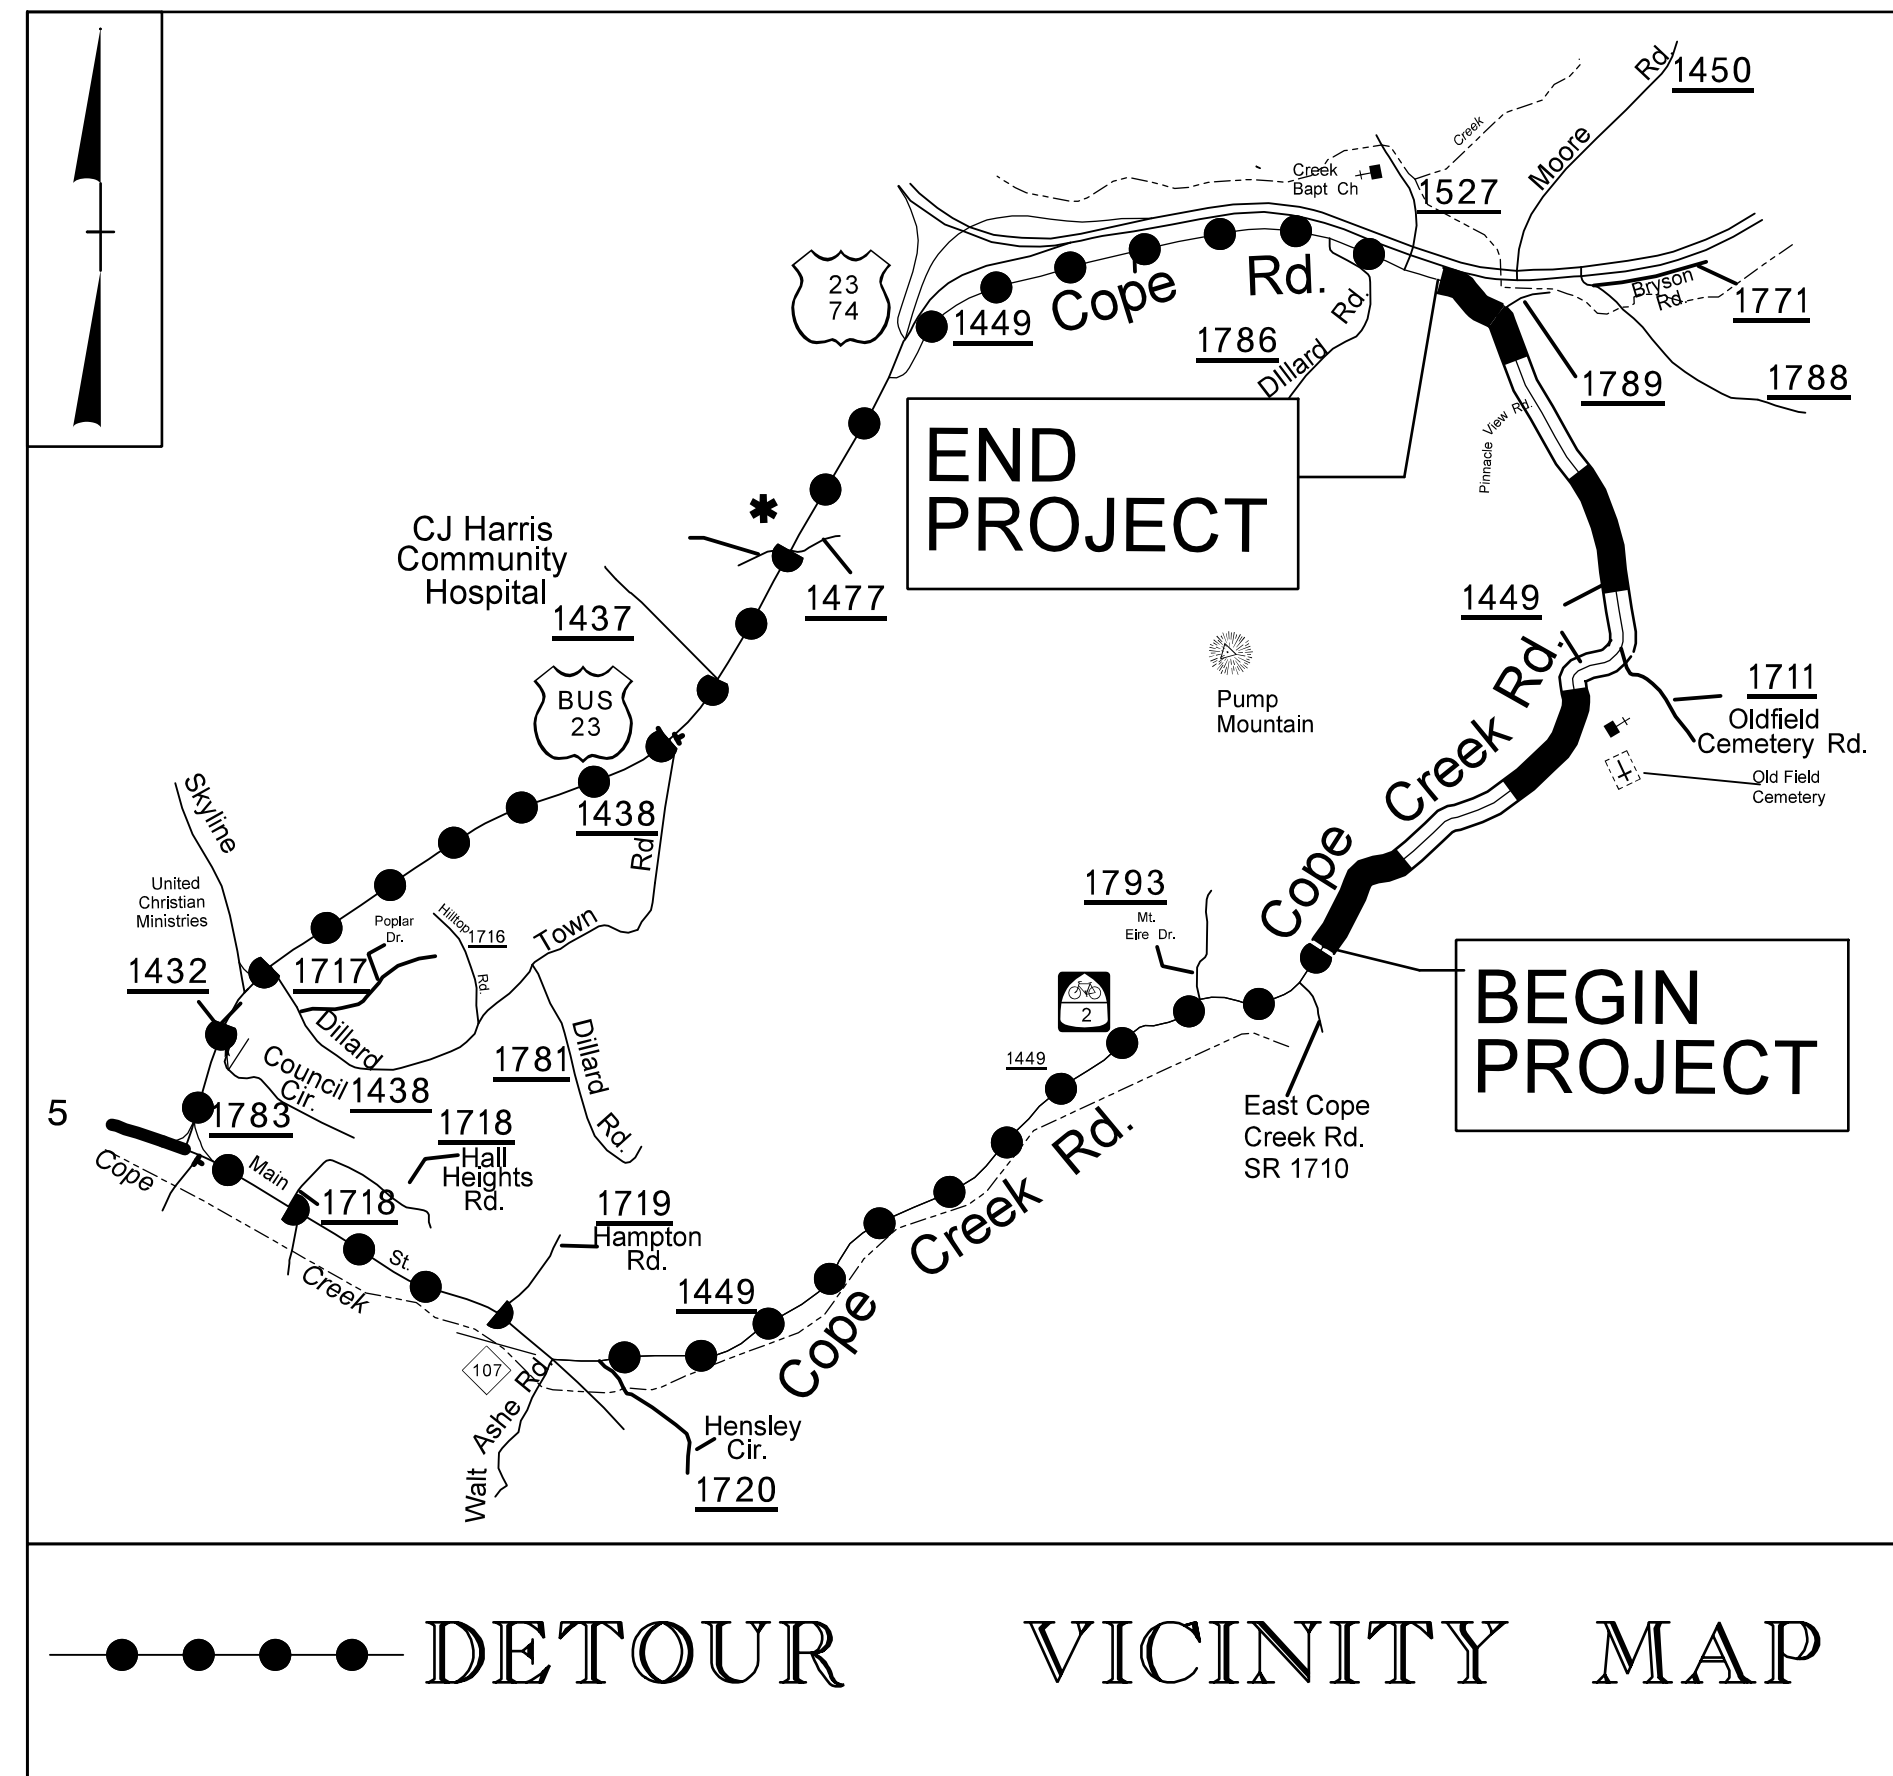 Rd.
1450
Moore
Creek
Creek
Bapt Ch
1527
23
74
Cope Rd.
1449
1786
Dillard Rd.
Bryson
Rd.
1771
1789
1788
Pinnacle View Rd.
END
PROJECT
*
CJ Harris
Community
Hospital
1437
1477
1449
BUS
23
Pump
Mountain
1711
Oldfield
Cemetery Rd.
Old Field
Cemetery
Cope Creek Rd.
Skyline
1438
Rd.
United
Christian
Ministries
Poplar
Dr.
Hilltop
1716
Rd.
Town
1793
Mt.
Eire Dr.
1432
1717
Dillard
2
BEGIN
PROJECT
1449
1781
Dillard Rd.
Council
Cir.
1438
5
1783
1718
Hall
Heights
Rd.
East Cope
Creek Rd.
SR 1710
Cope
Main
1718
1719
Hampton
Rd.
St.
Creek
1449
Cope Creek Rd.
107
Walt Ashe Rd.
Hensley
Cir.
1720
DETOUR
VICINITY MAP